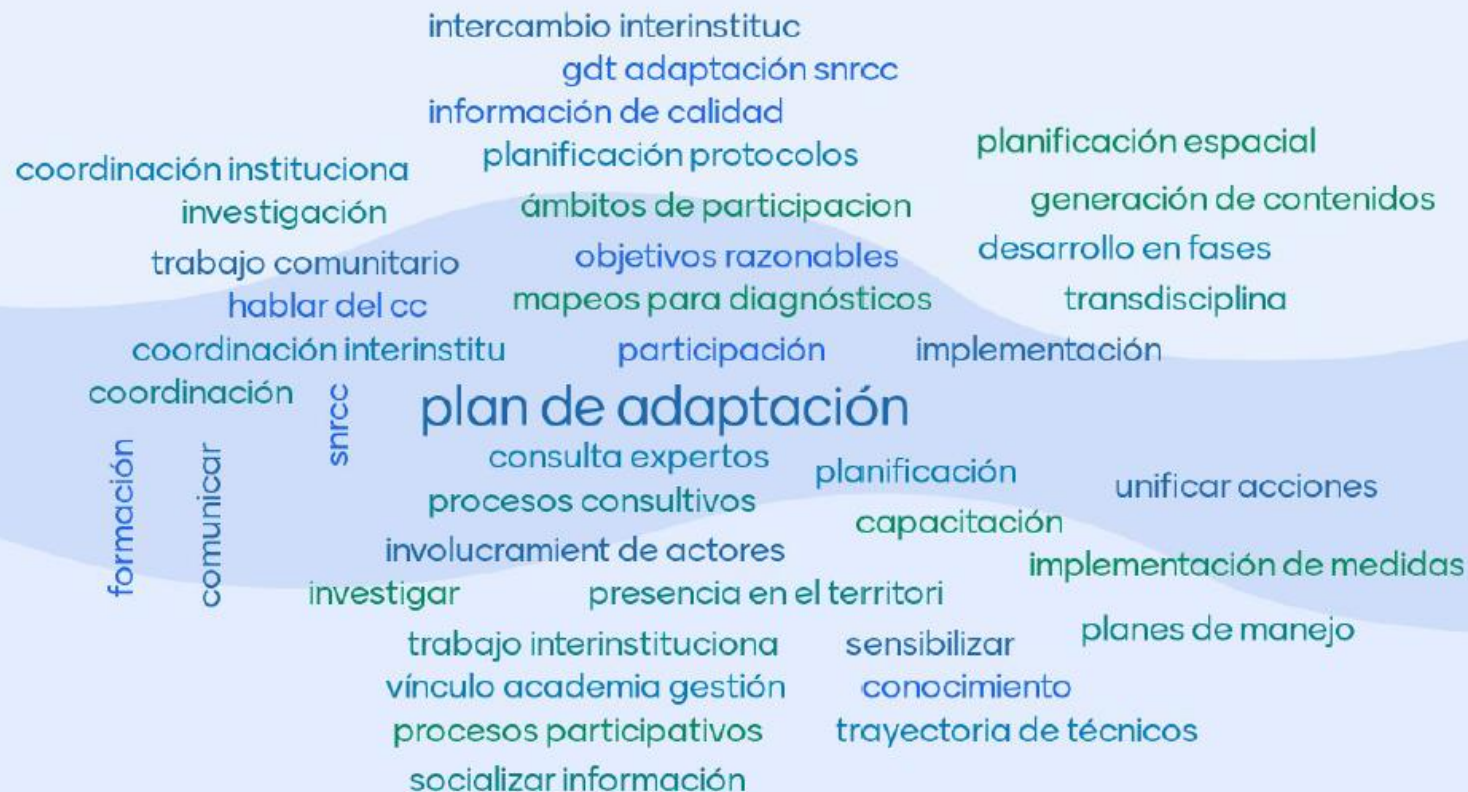 intercambio interinstituc
gdt adaptación snrcc
información de calidad
planificación espacial
planificación protocolos
coordinación instituciona
generación de contenidos
ámbitos de participacion
investigación
desarrollo en fases
objetivos razonables
trabajo comunitario
mapeos para diagnósticos
transdisciplina
hablar del cc
coordinación interinstitu
participación
implementación
coordinación
snrcc
plan de adaptación
consulta expertos
planificación
unificar acciones
formación
comunicar
procesos consultivos
capacitación
involucramient de actores
implementación de medidas
investigar
presencia en el territori
planes de manejo
trabajo interinstituciona
sensibilizar
vínculo academia gestión
conocimiento
procesos participativos
trayectoria de técnicos
socializar información